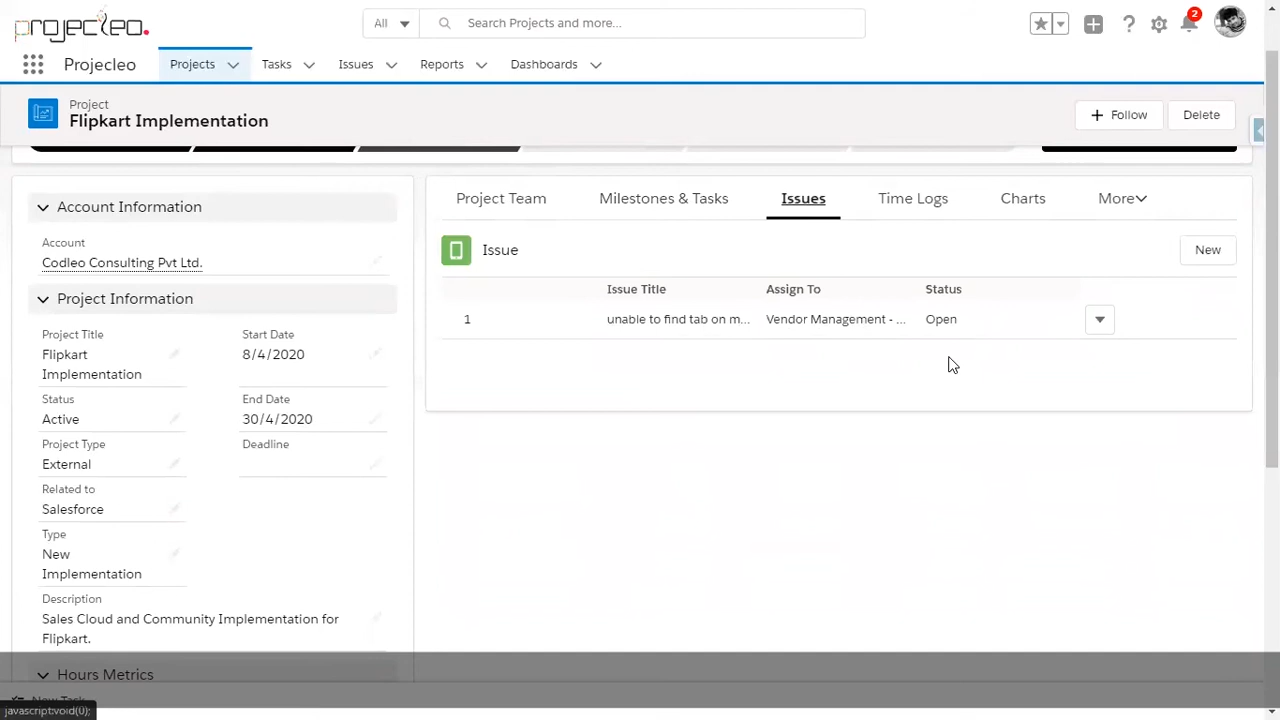 projecleo.
All
Search Projects and more...
2
Projecleo
Projects
Tasks
Issues
Reports
Dashboards
Project
Flipkart Implementation
Follow
Delete
Account Information
Account
Codleo Consulting Pvt Ltd.
Project Information
Project Title
Flipkart
Implementation
Start Date
8/4/2020
Status
Active
End Date
30/4/2020
Project Type
External
Deadline
Related to
Salesforce
Type
New
Implementation
Description
Sales Cloud and Community Implementation for
Flipkart.
Hours Metrics
Project Team
Milestones & Tasks
Issues
Time Logs
Charts
More
Issue
New
Issue Title
Assign To
Status
1
unable to find tab on m...
Vendor Management - ...
Open
New Task
javascript:void(0);